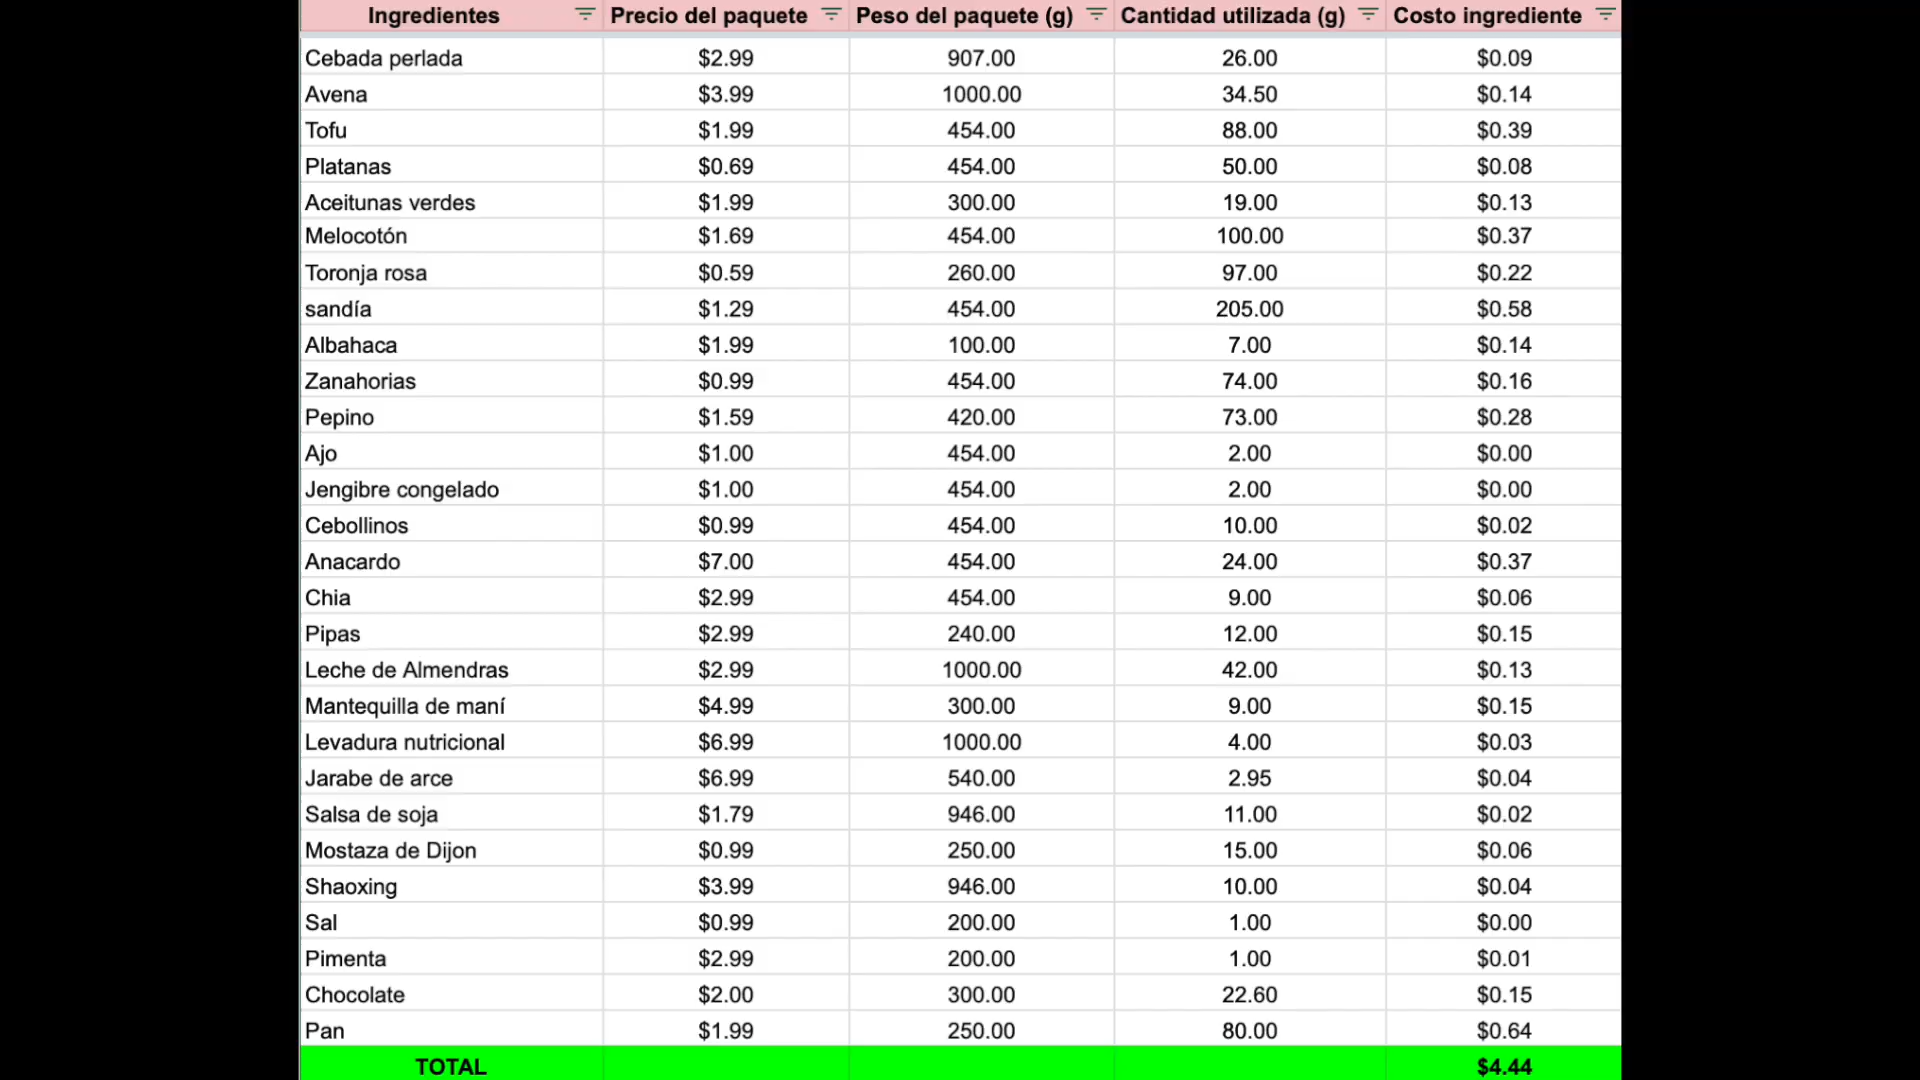 Ingredientes Precio del paquete Peso del paquete (g) Cantidad utilizada (g) Costo ingrediente
Cebada perlada $2.99 907.00 26.00 $0.09
Avena $3.99 1000.00 34.50 $0.14
Tofu $1.99 454.00 88.00 $0.39
Platanas $0.69 454.00 50.00 $0.08
Aceitunas verdes $1.99 300.00 19.00 $0.13
Melocotón $1.69 454.00 100.00 $0.37
Toronja rosa $0.59 260.00 97.00 $0.22
sandía $1.29 454.00 205.00 $0.58
Albahaca $1.99 100.00 7.00 $0.14
Zanahorias $0.99 454.00 74.00 $0.16
Pepino $1.59 420.00 73.00 $0.28
Ajo $1.00 454.00 2.00 $0.00
Jengibre congelado $1.00 454.00 2.00 $0.00
Cebollinos $0.99 454.00 10.00 $0.02
Anacardo $7.00 454.00 24.00 $0.37
Chia $2.99 454.00 9.00 $0.06
Pipas $2.99 240.00 12.00 $0.15
Leche de Almendras $2.99 1000.00 42.00 $0.13
Mantequilla de maní $4.99 300.00 9.00 $0.15
Levadura nutricional $6.99 1000.00 4.00 $0.03
Jarabe de arce $6.99 540.00 2.95 $0.04
Salsa de soja $1.79 946.00 11.00 $0.02
Mostaza de Dijon $0.99 250.00 15.00 $0.06
Shaoxing $3.99 946.00 10.00 $0.04
Sal $0.99 200.00 1.00 $0.00
Pimenta $2.99 200.00 1.00 $0.01
Chocolate $2.00 300.00 22.60 $0.15
Pan $1.99 250.00 80.00 $0.64
TOTAL $4.44